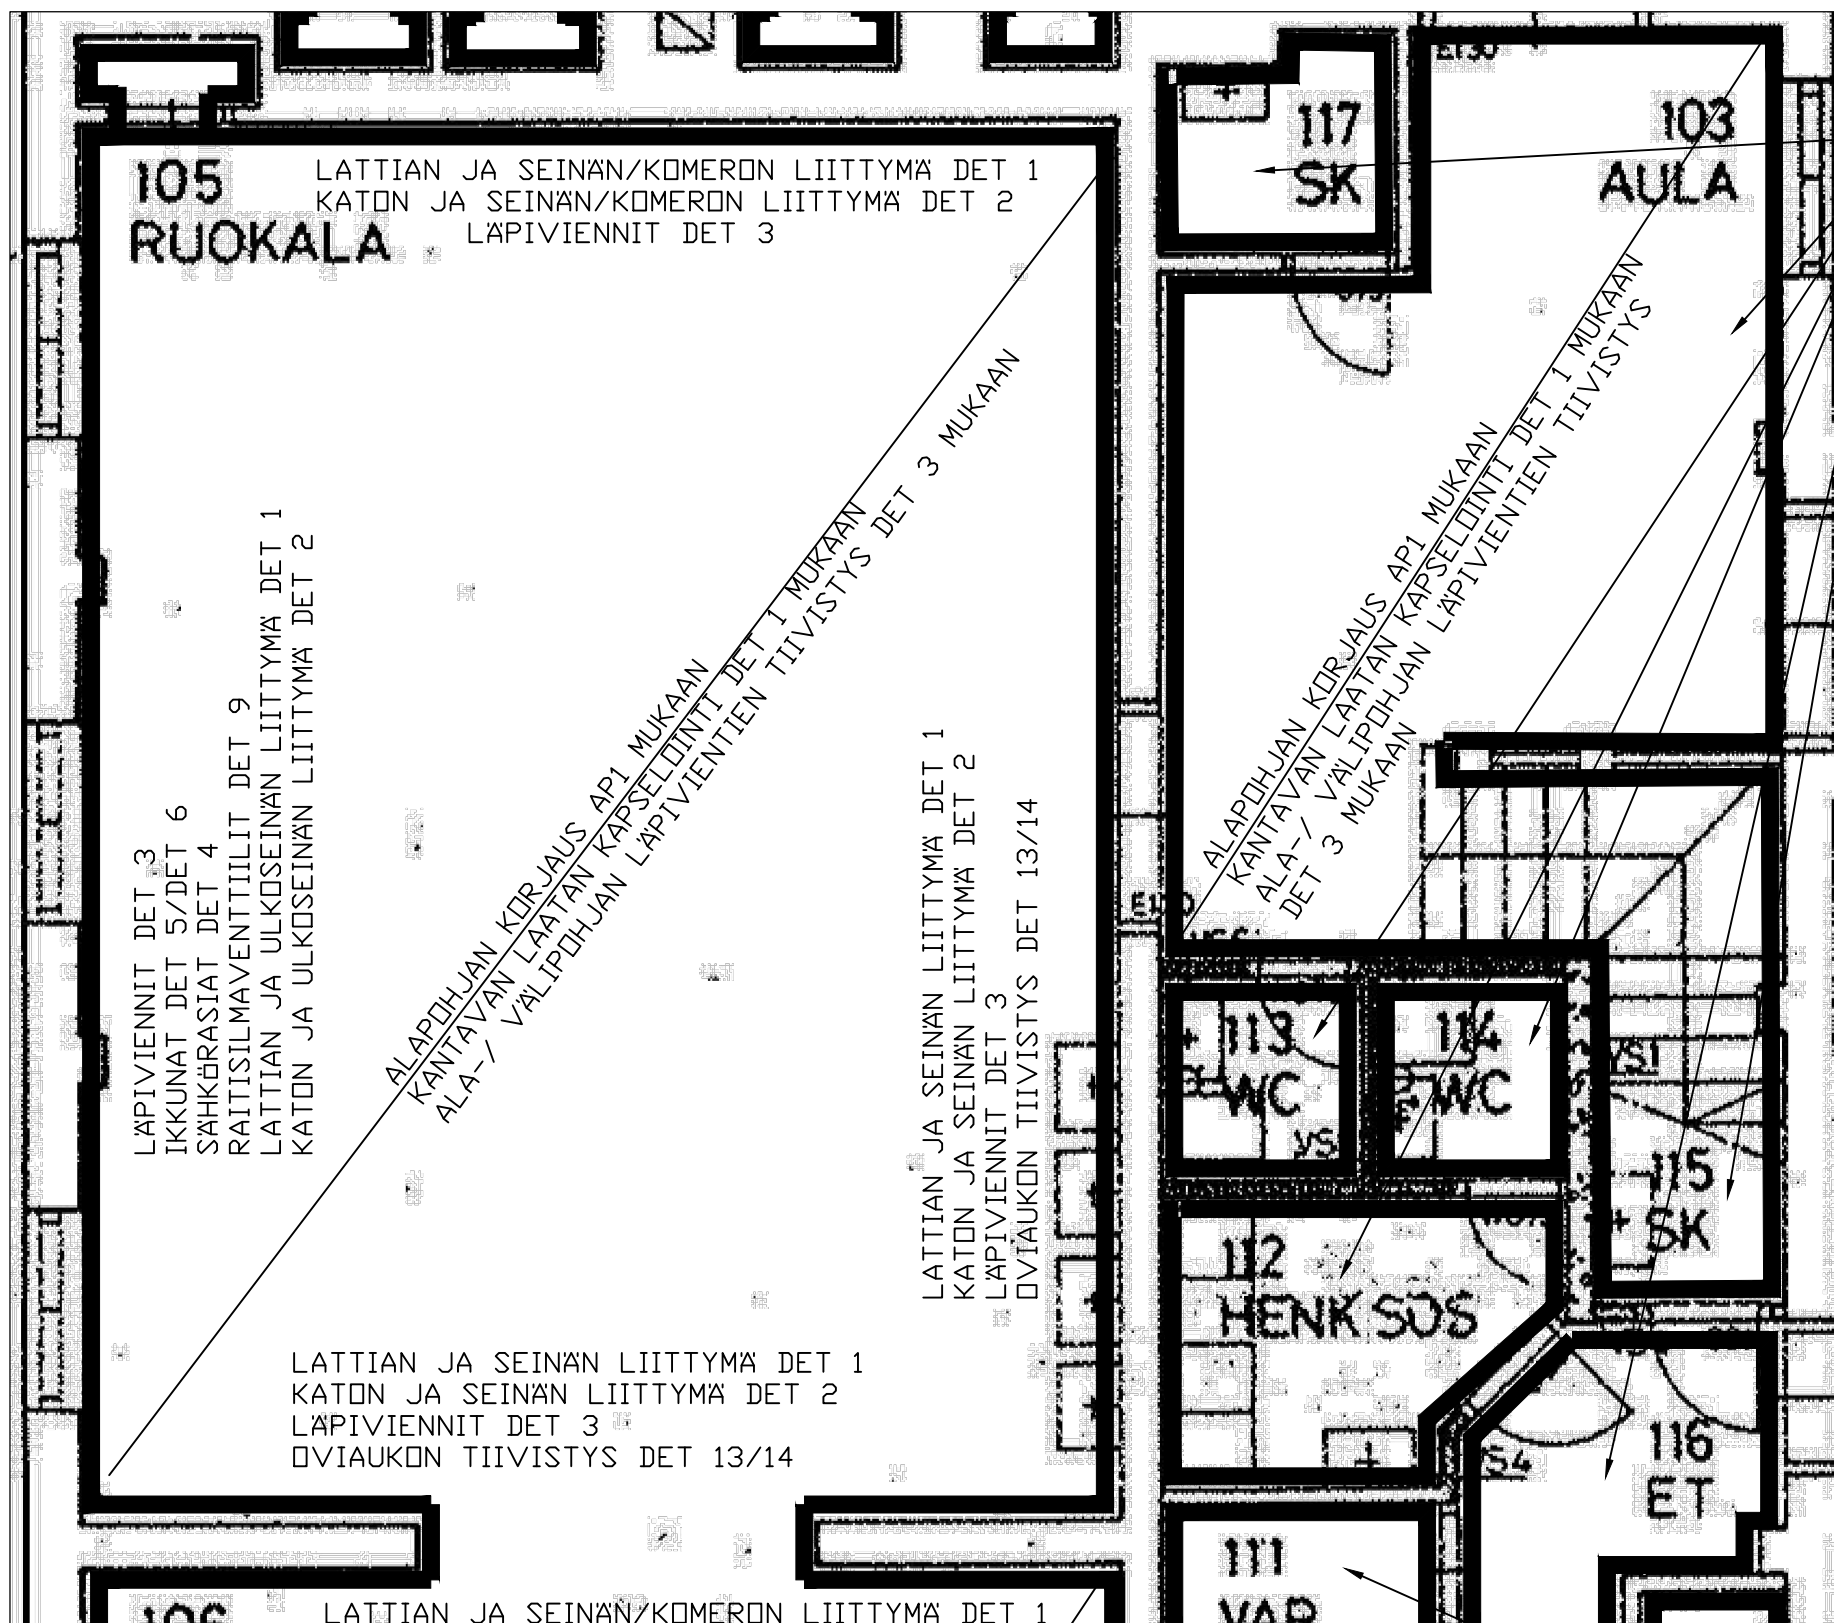 105
RUOKALA
LATTIAN JA SEINÄN/KOMERON LIITTYMÄ DET 1
KATON JA SEINÄN/KOMERON LIITTYMÄ DET 2
LÄPIVIENNIT DET 3
LÄPIVIENNIT DET 3
IKKUNAT DET 5/DET 6
SÄHKÖRASIAT DET 4
RAITISILMAVENTTIILIT DET 9
LATTIAN JA ULKOSEINÄN LIITTYMÄ DET 1
KATON JA ULKOSEINÄN LIITYMÄ DET 2
ALAPOHJAN KORJAUS AP1 MUKAAN
KANTAVAN LAATAN KAPSELOINTI DET 1 MUKAAN
ALA-/ VÄLIPOHJAN LÄPIVIENTIEN TIIVISTYS DET 3 MUKAAN
LATTIAN JA SEINÄN LIITTYMÄ DET 1
KATON JA SEINÄN LIITTYMÄ DET 2
LÄPIVIENNIT DET 3
OVIAUKON TIIVISTYS DET 13/14
LATTIAN JA SEINÄN LIITTYMÄ DET 1
KATON JA SEINÄN LIITTYMÄ DET 2
LÄPIVIENNIT DET 3
OVIAUKON TIIVISTYS DET 13/14
106
LATTIAN JA SEINÄN/KOMERON LIITTYMÄ DET 1
EI30
117
SK
103
AULA
ALAPOHJAN KORJAUS AP1 MUKAAN
KANTAVAN LAATAN KAPSELOINTI DET 1 MUKAAN
ALA-/ VÄLIPOHJAN LÄPIVIENTIEN TIIVISTYS
DET 3 MUKAAN
113
WC
VS
114
WC
VS1
115
SK
112
HENK SOS
VS4
116
ET
111
VAR